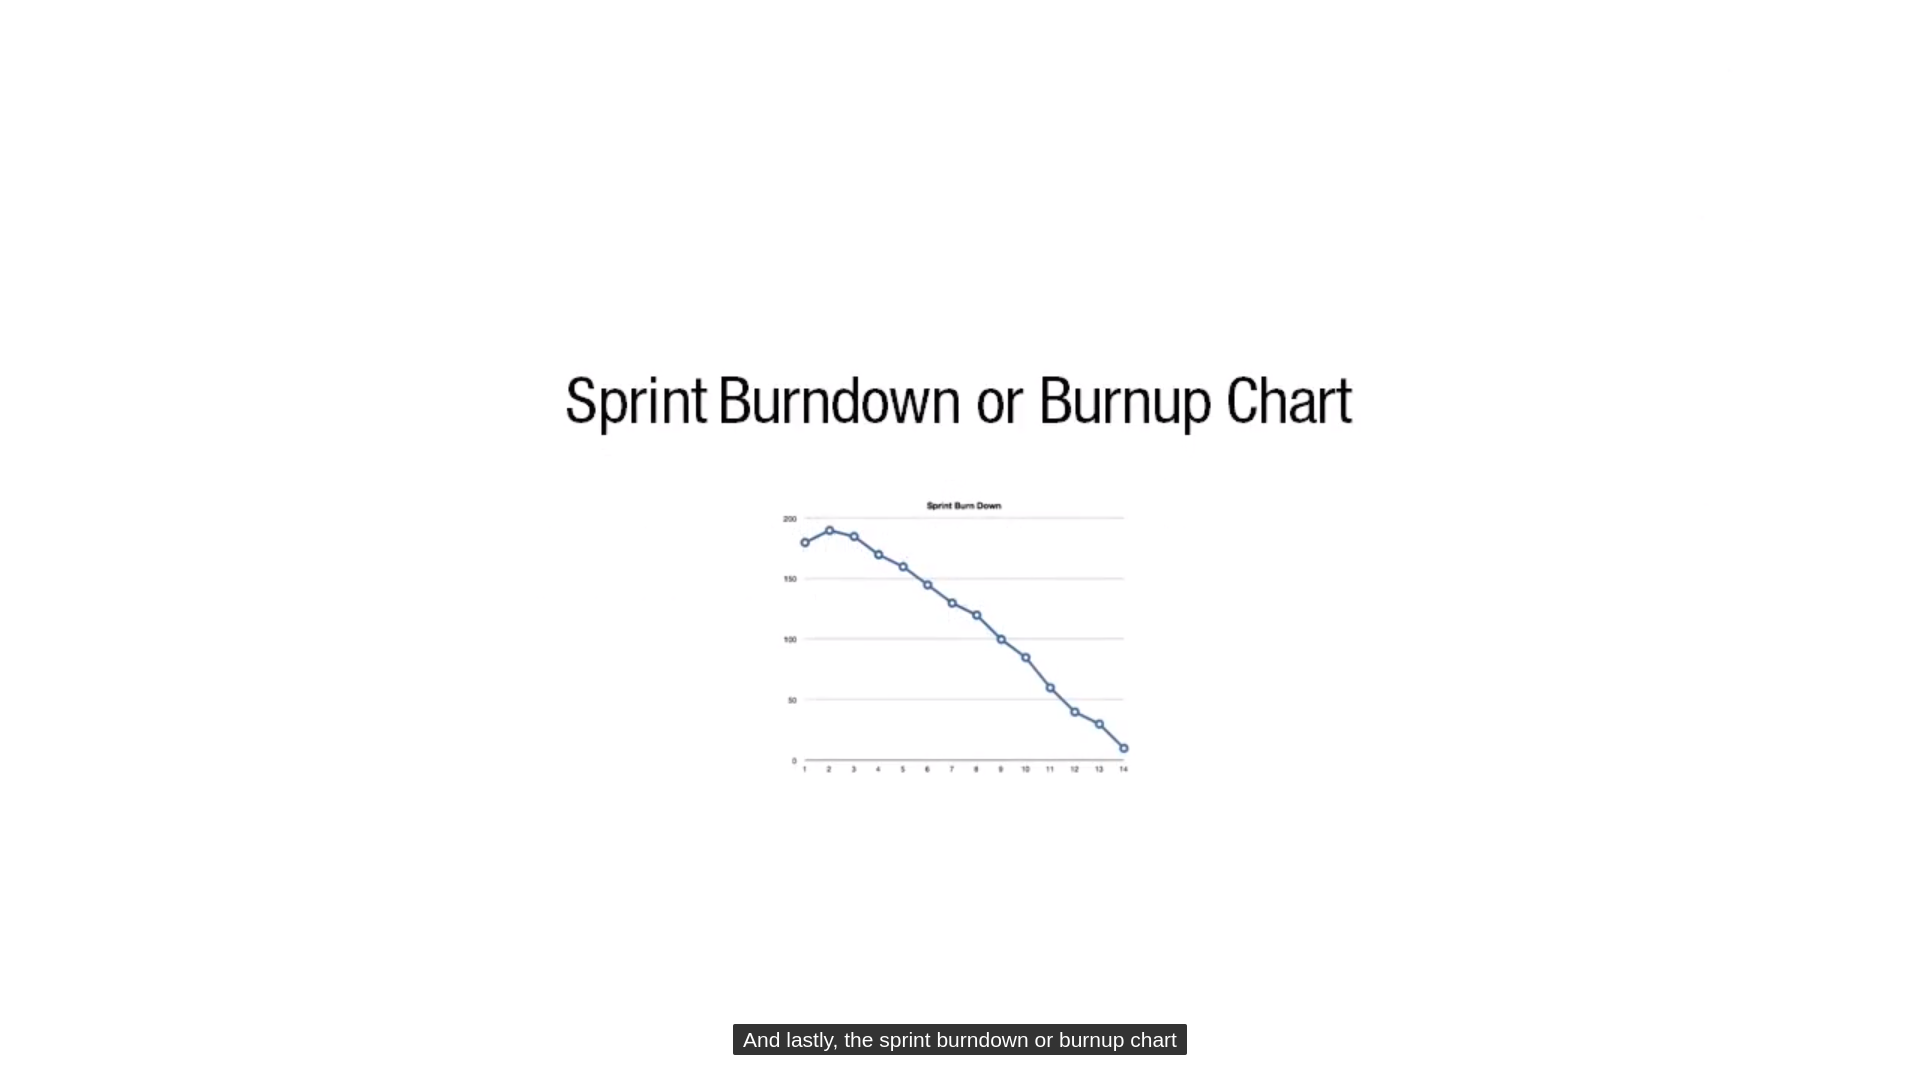 Sprint Burndown or Burnup Chart
Sprint Burn Down
200
150
100
50
0
1 2 3 4 5 6 7 8 9 10 11 12 13 14
And lastly, the sprint burndown or burnup chart